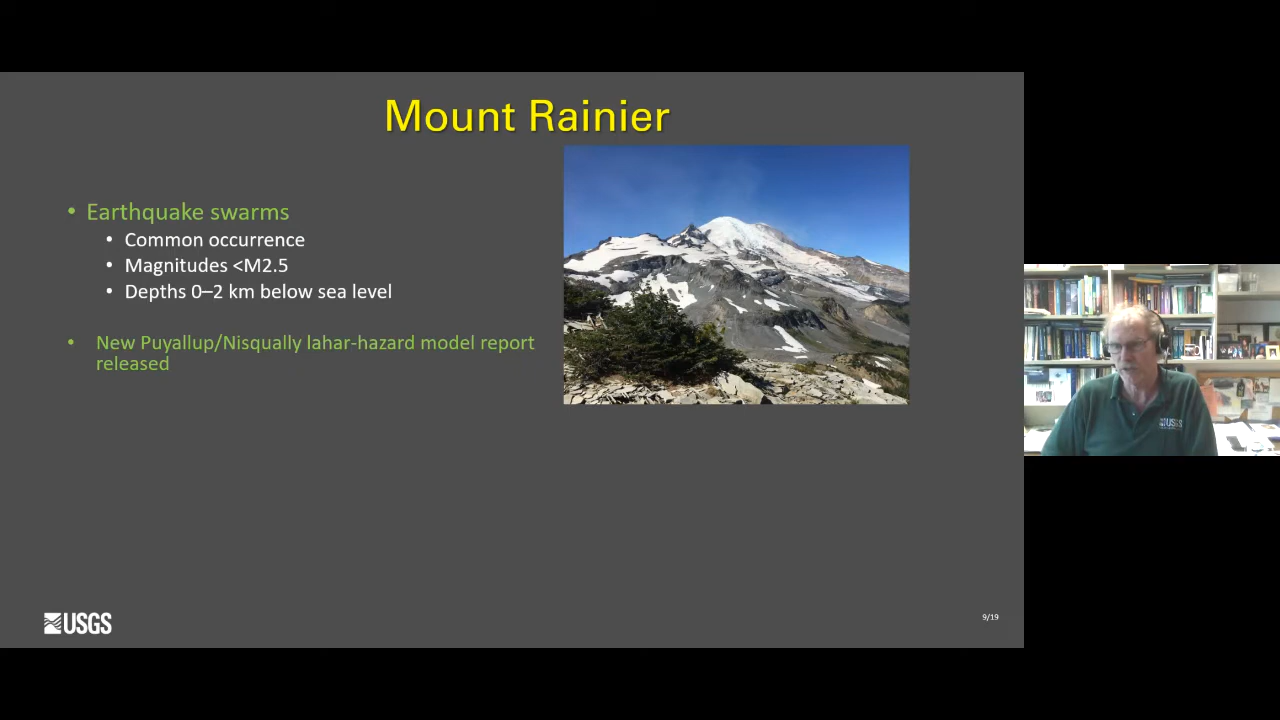 Mount Rainier
• Earthquake swarms
• Common occurrence
• Magnitudes <M2.5
• Depths 0–2 km below sea level
• New Puyallup/Nisqually lahar-hazard model report
released
USGS
9/19
USGS